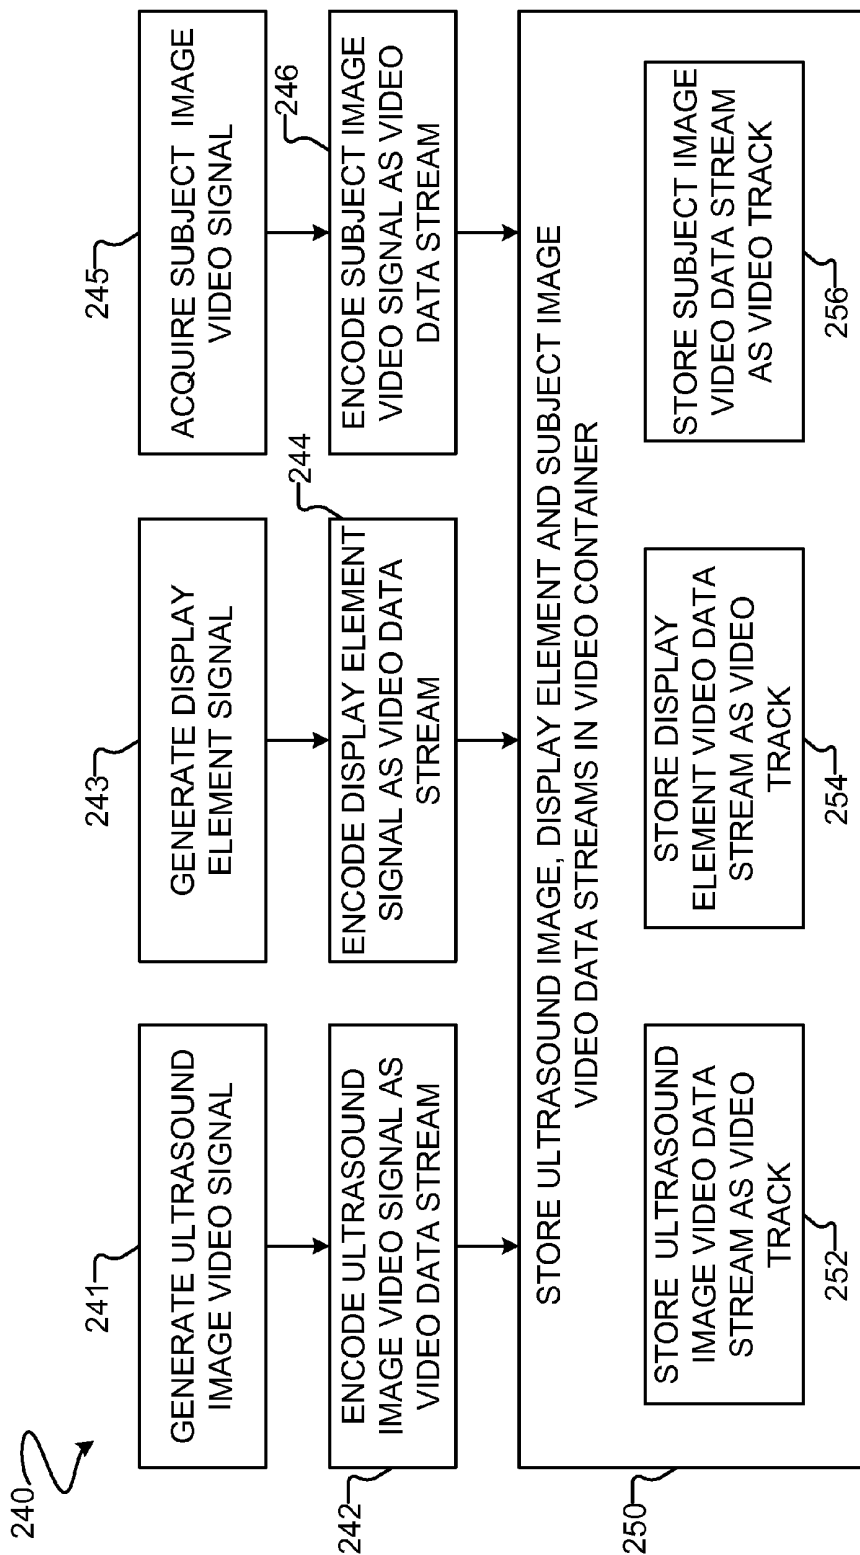 240
241
GENERATE ULTRASOUND
IMAGE VIDEO SIGNAL
243
GENERATE DISPLAY
ELEMENT SIGNAL
245
ACQUIRE SUBJECT IMAGE
VIDEO SIGNAL
242
ENCODE ULTRASOUND
IMAGE VIDEO SIGNAL AS
VIDEO DATA STREAM
244
ENCODE DISPLAY ELEMENT
SIGNAL AS VIDEO DATA
STREAM
246
ENCODE SUBJECT IMAGE
VIDEO SIGNAL AS VIDEO
DATA STREAM
250
STORE ULTRASOUND IMAGE, DISPLAY ELEMENT AND SUBJECT IMAGE
VIDEO DATA STREAMS IN VIDEO CONTAINER
STORE ULTRASOUND
IMAGE VIDEO DATA
STREAM AS VIDEO
TRACK
252
STORE DISPLAY
ELEMENT VIDEO DATA
STREAM AS VIDEO
TRACK
254
STORE SUBJECT IMAGE
VIDEO DATA STREAM
AS VIDEO TRACK
256